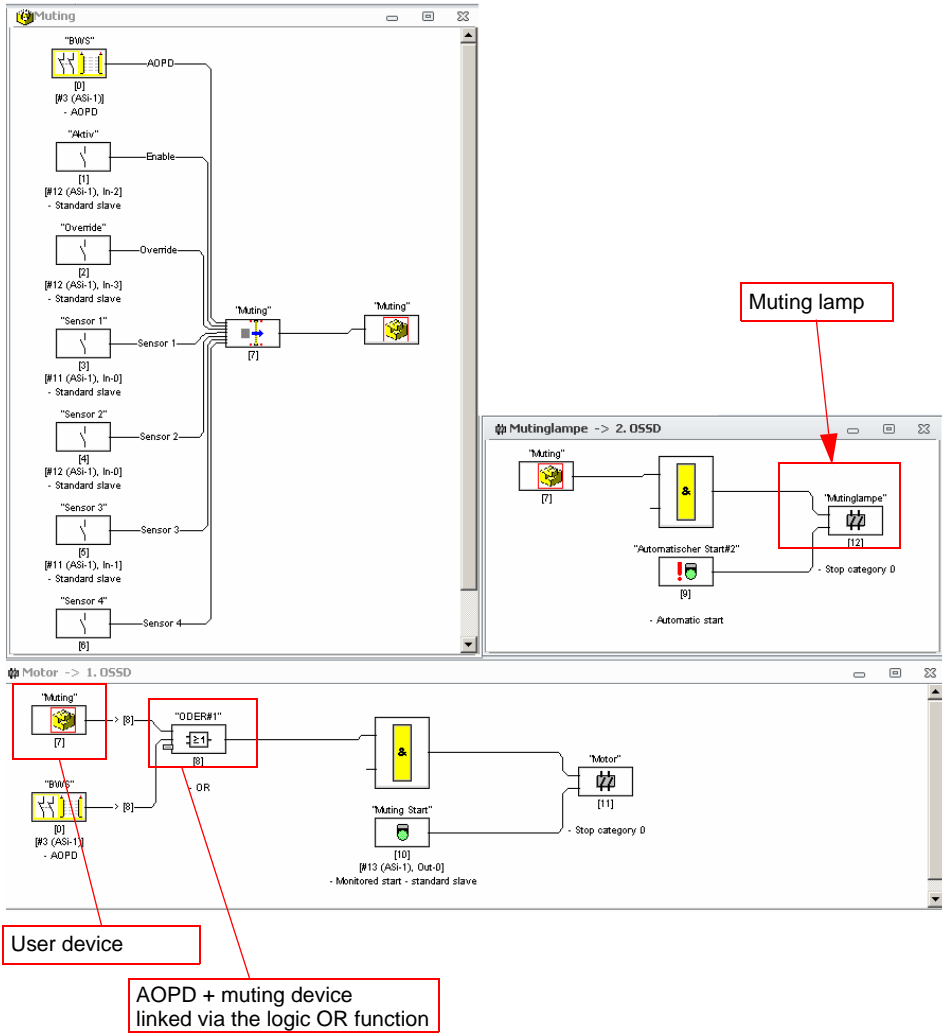 Muting
"BWS"
AOPD
[0]
[#3 (ASi-1)]
- AOPD
"Aktiv"
Enable
[1]
[#12 (ASi-1), In-2]
- Standard slave
"Override"
Override
[2]
[#12 (ASi-1), In-3]
- Standard slave
"Sensor 1"
Sensor 1
[3]
[#11 (ASi-1), In-0]
- Standard slave
"Sensor 2"
Sensor 2
[4]
[#12 (ASi-1), In-0]
- Standard slave
"Sensor 3"
Sensor 3
[5]
[#11 (ASi-1), In-1]
- Standard slave
"Sensor 4"
Sensor 4
[6]
"Muting"
[7]
"Muting"
Muting lamp
Mutinglampe -> 2. OSSD
"Muting"
[7]
&
"Mutinglampe"
[12]
- Stop category 0
"Automatischer Start#2"
[9]
- Automatic start
Motor -> 1. OSSD
"Muting"
> [8]
[7]
"ODER#1"
≥1
[8]
- OR
"BWS"
> [8]
[0]
[#3 (ASi-1)]
- AOPD
&
"Muting Start"
[10]
[#13 (ASi-1), Out-0]
- Monitored start - standard slave
"Motor"
[11]
- Stop category 0
User device
AOPD + muting device
linked via the logic OR function